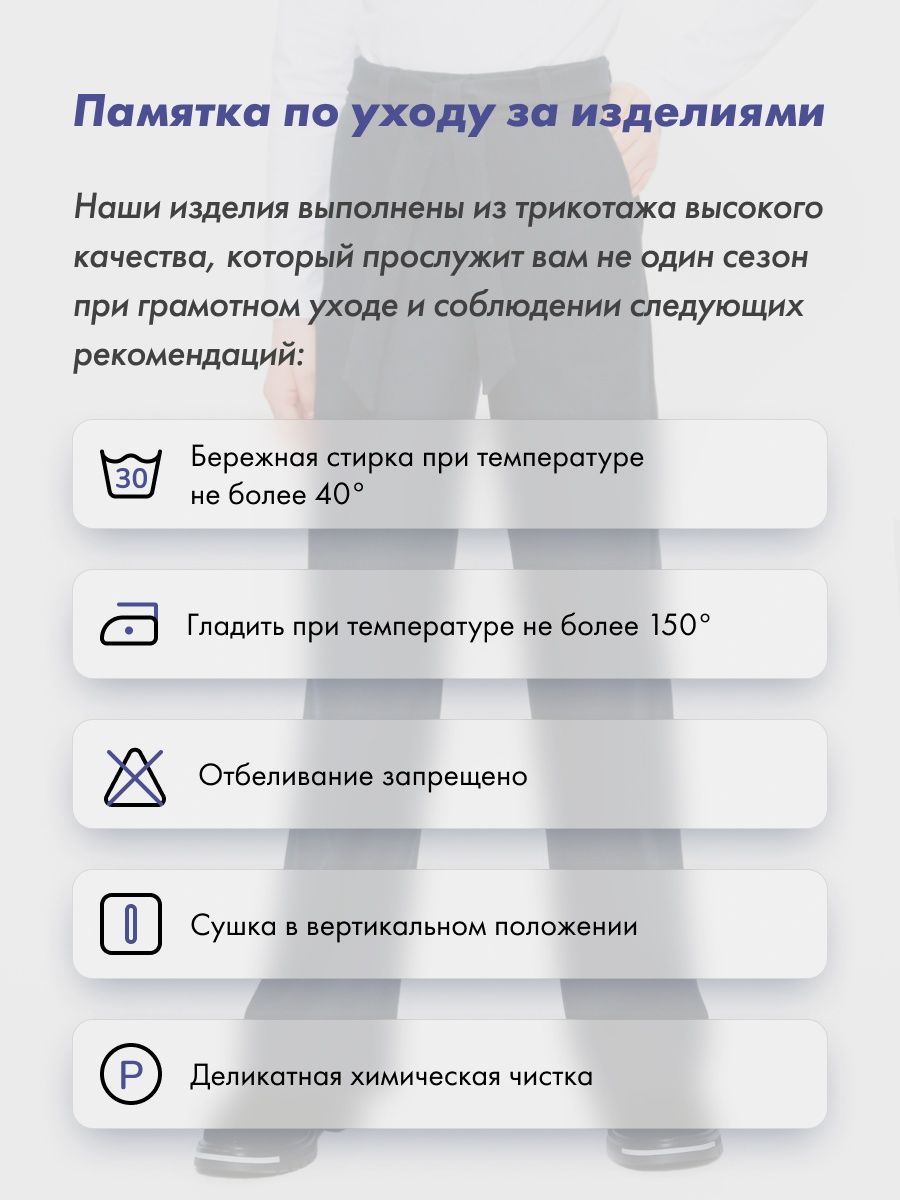 Памятка по уходу за изделиями
Наши изделия выполнены из трикотажа высокого
качества, который прослужит вам не один сезон
при грамотном уходе и соблюдении следующих
рекомендаций:
30
Бережная стирка при температуре
не более 40°
Гладить при температуре не более 150°
Отбеливание запрещено
Сушка в вертикальном положении
P
Деликатная химическая чистка